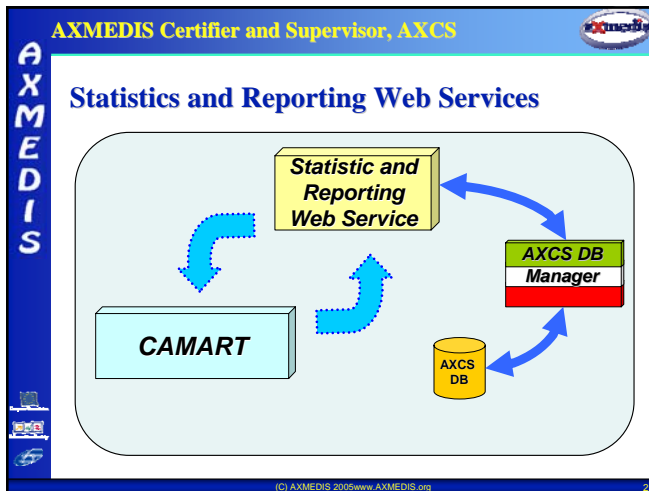 AXMEDIS Certifier and Supervisor, AXCS
axmedis
AXMEDIS
Statistics and Reporting Web Services
Statistic and
Reporting
Web Service
AXCS DB
Manager
CAMART
AXCS
DB
(C) AXMEDIS 2005www.AXMEDIS.org